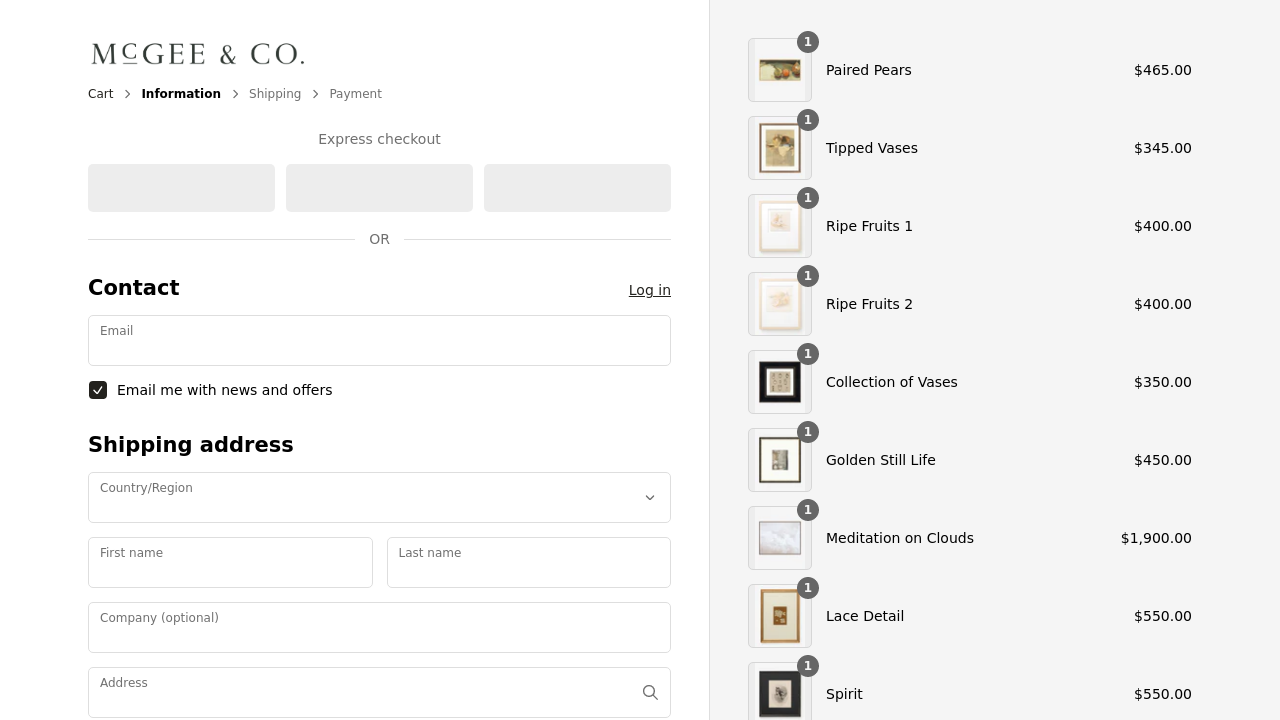 McGEE & CO.
Cart > Information > Shipping > Payment
Express checkout
OR
Contact
Log in
Email
Email me with news and offers
Shipping address
Country/Region
First name
Last name
Company (optional)
Address
1
Paired Pears $465.00
1
Tipped Vases $345.00
1
Ripe Fruits 1 $400.00
1
Ripe Fruits 2 $400.00
1
Collection of Vases $350.00
1
Golden Still Life $450.00
1
Meditation on Clouds $1,900.00
1
Lace Detail $550.00
1
Spirit $550.00